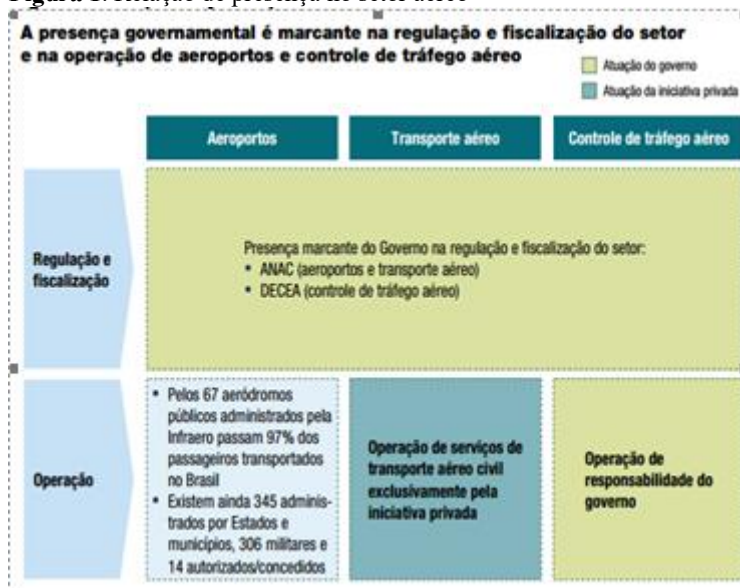 A presença governamental é marcante na regulação e fiscalização do setor
e na operação de aeroportos e controle de tráfego aéreo
Atuação do governo
Atuação da iniciativa privada
Aeroportos
Transporte aéreo
Controle de tráfego aéreo
Regulação e
fiscalização
Presença marcante do Governo na regulação e fiscalização do setor:
• ANAC (aeroportos e transporte aéreo)
• DECEA (controle de tráfego aéreo)
Operação
• Pelos 67 aeródromos
públicos administrados pela
Infraero passam 97% dos
passageiros transportados
no Brasil
• Existem ainda 345 adminis-
trados por Estados e
municípios, 306 militares e
14 autorizados/concedidos
Operação de serviços de
transporte aéreo civil
exclusivamente pela
iniciativa privada
Operação de
responsabilidade do
governo